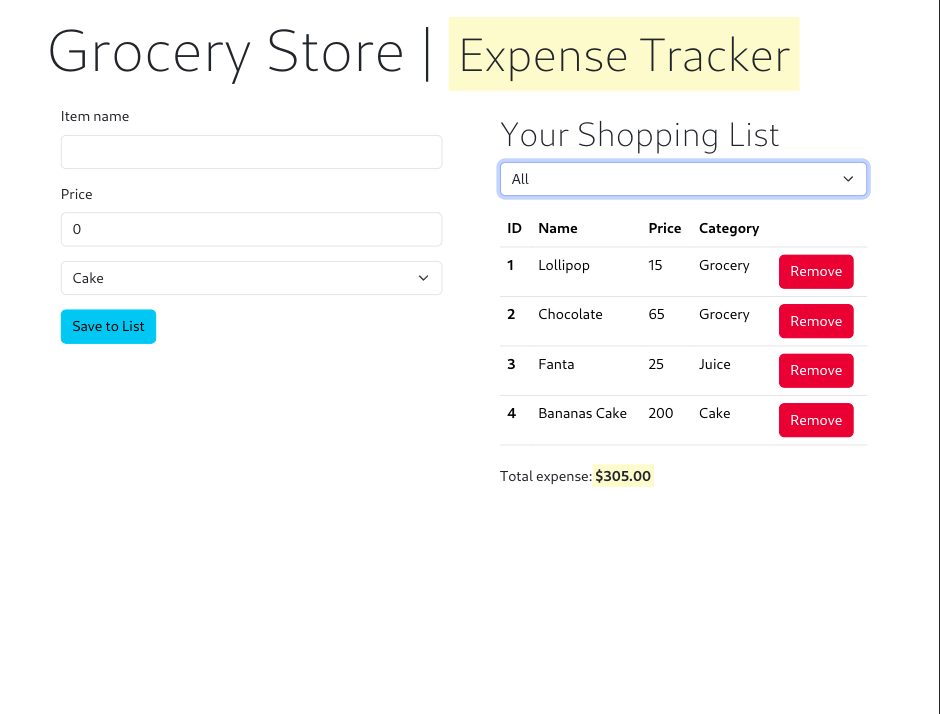 Grocery Store | Expense Tracker
Item name
Price
0
Cake
Save to List
Your Shopping List
All
ID Name Price Category
1 Lollipop 15 Grocery Remove
2 Chocolate 65 Grocery Remove
3 Fanta 25 Juice Remove
4 Bananas Cake 200 Cake Remove
Total expense: $305.00